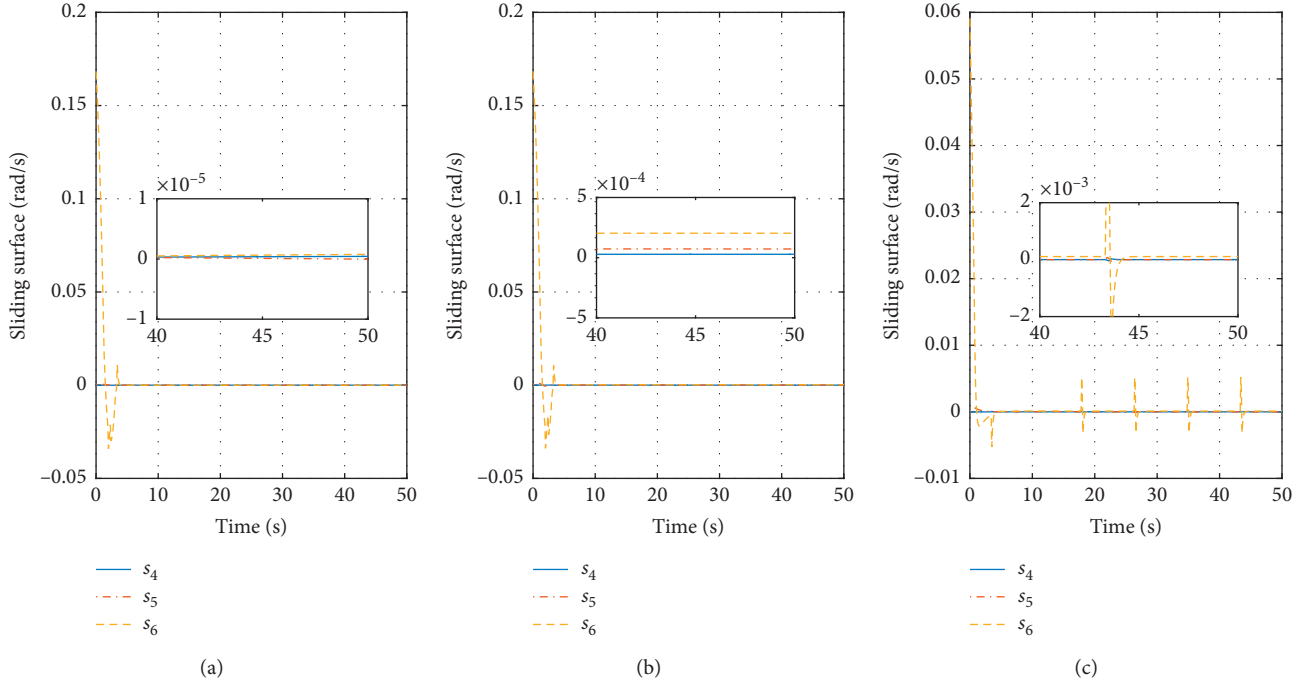 0.2
0.15
0.1
0.05
0
−0.05
Sliding surface (rad/s)
×10⁻⁵
1
0
−1
40 45 50
0 10 20 30 40 50
Time (s)
s₄
s₅
s₆
(a)
0.2
0.15
0.1
0.05
0
−0.05
Sliding surface (rad/s)
×10⁻⁴
5
0
−5
40 45 50
0 10 20 30 40 50
Time (s)
s₄
s₅
s₆
(b)
0.06
0.05
0.04
0.03
0.02
0.01
0
−0.01
Sliding surface (rad/s)
×10⁻³
2
0
−2
40 45 50
0 10 20 30 40 50
Time (s)
s₄
s₅
s₆
(c)